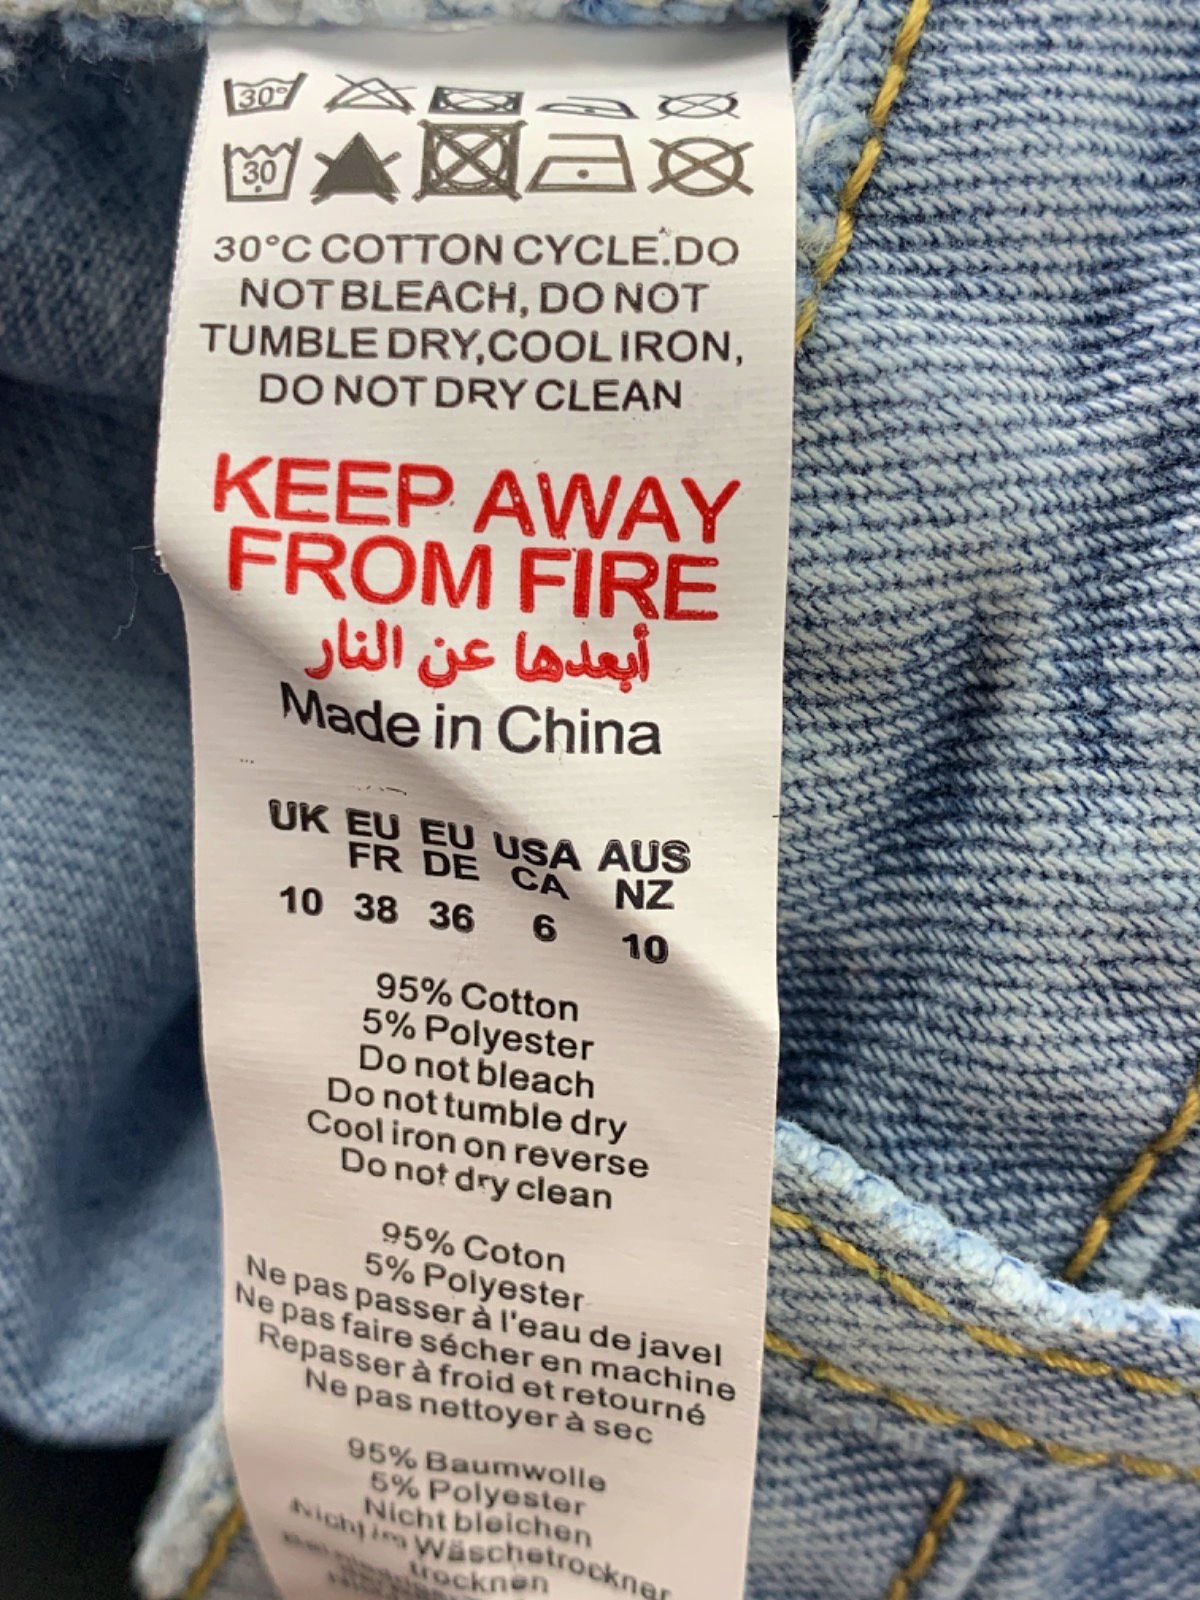 30°
30
30°C COTTON CYCLE.DO
NOT BLEACH, DO NOT
TUMBLE DRY,COOL IRON,
DO NOT DRY CLEAN
KEEP AWAY
FROM FIRE
أبعدها عن النار
Made in China
UK EU EU USA AUS
FR DE CA NZ
10 38 36 6 10
95% Cotton
5% Polyester
Do not bleach
Do not tumble dry
Cool iron on reverse
Do not dry clean
95% Coton
5% Polyester
Ne pas passer à l'eau de javel
Ne pas faire sécher en machine
Repasser à froid et retourné
Ne pas nettoyer à sec
95% Baumwolle
5% Polyester
Nicht bleichen
Nicht im Wäschetrockner
trocknen